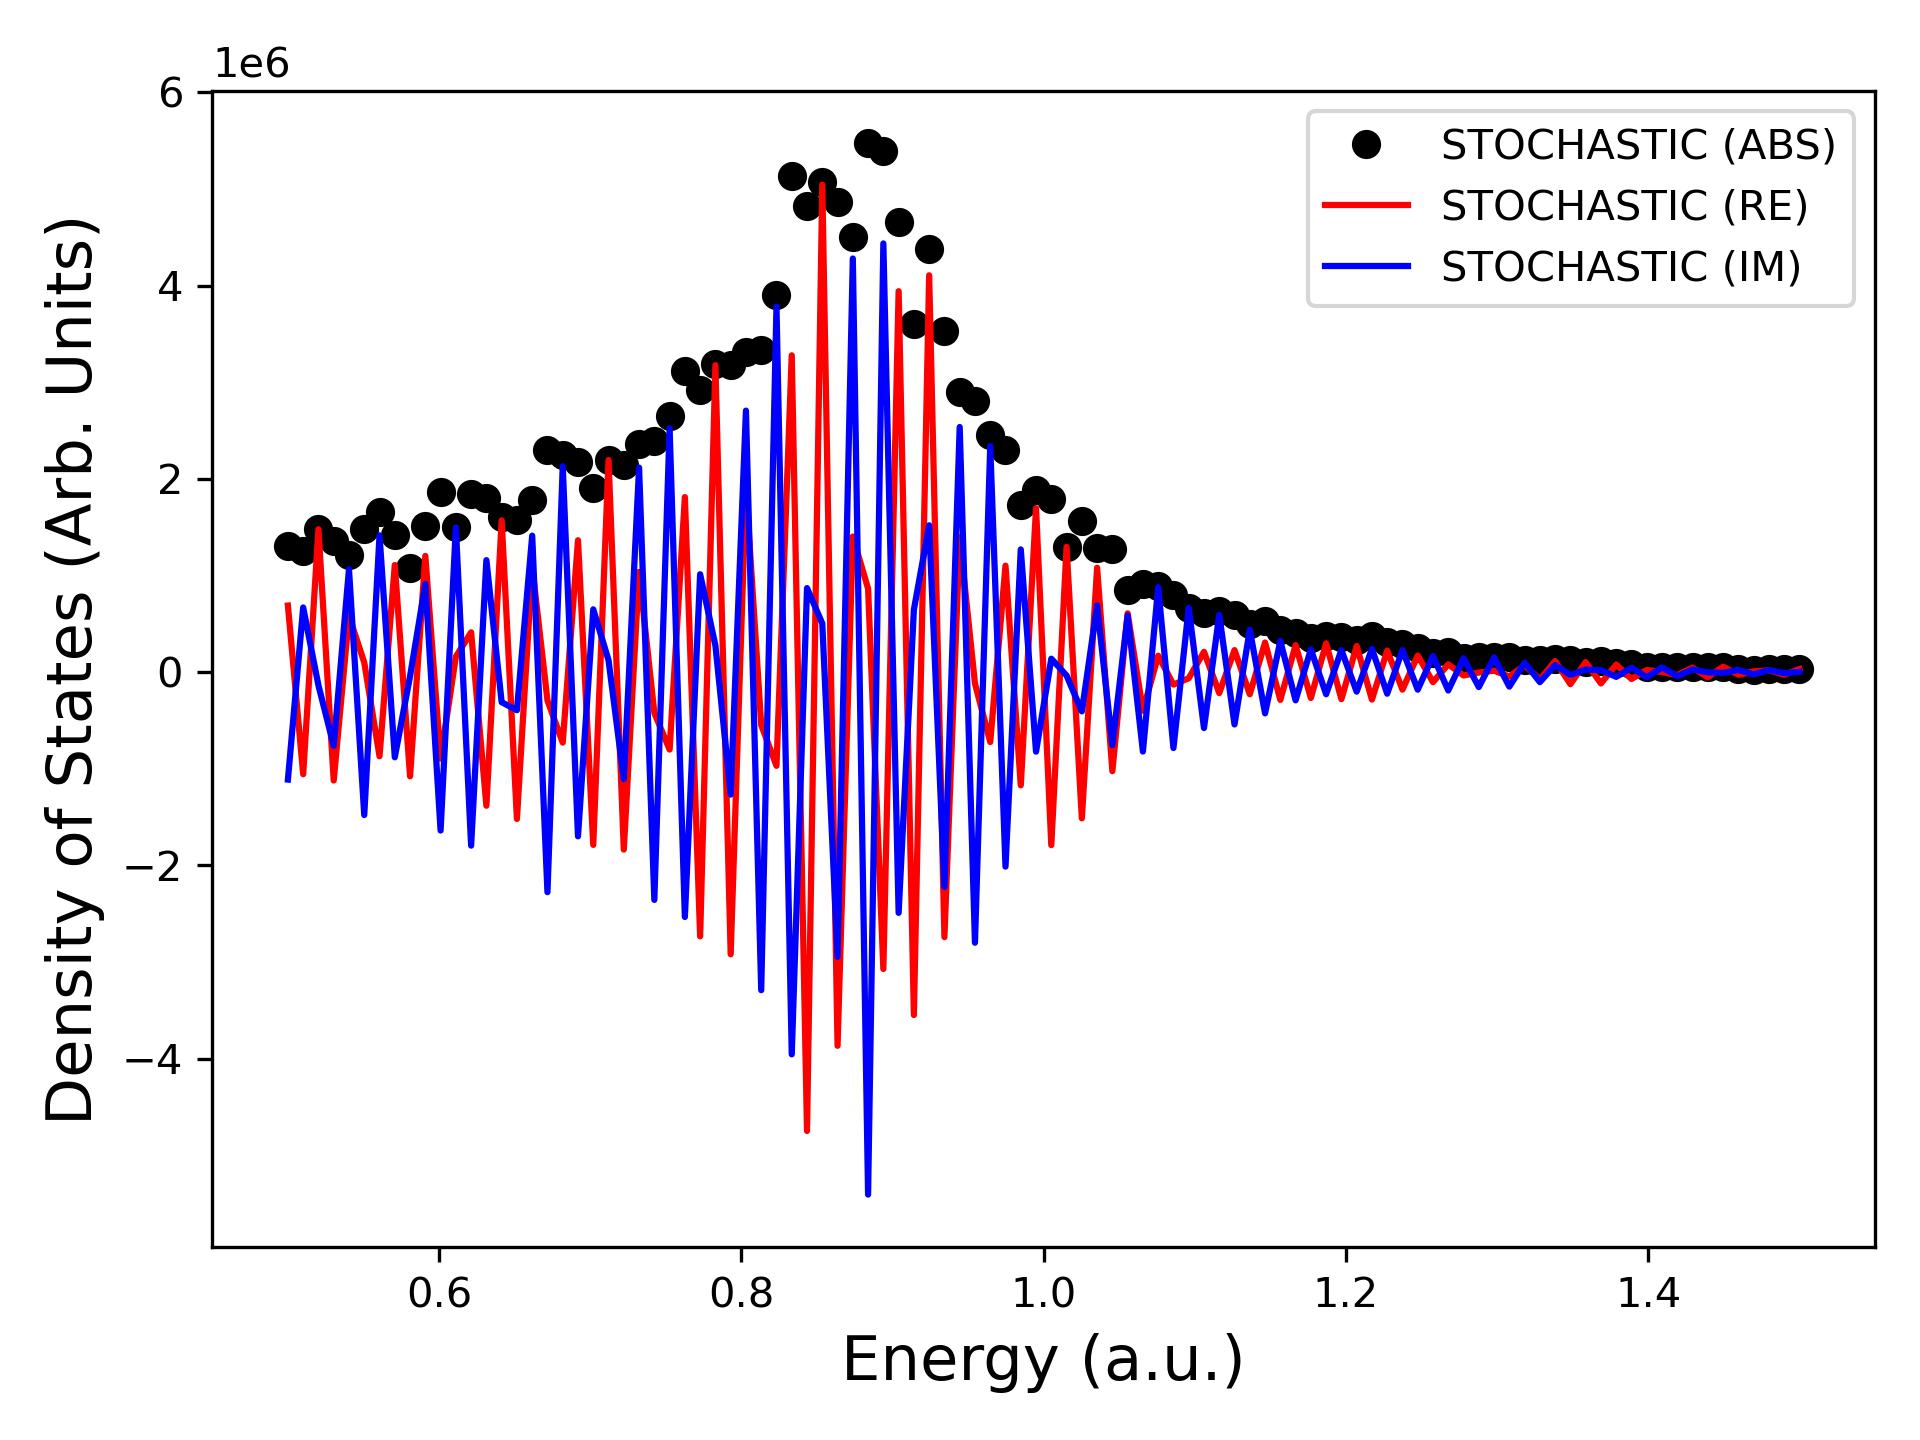 1e6
6
4
2
0
−2
−4
Density of States (Arb. Units)
STOCHASTIC (ABS)
STOCHASTIC (RE)
STOCHASTIC (IM)
0.6 0.8 1.0 1.2 1.4
Energy (a.u.)